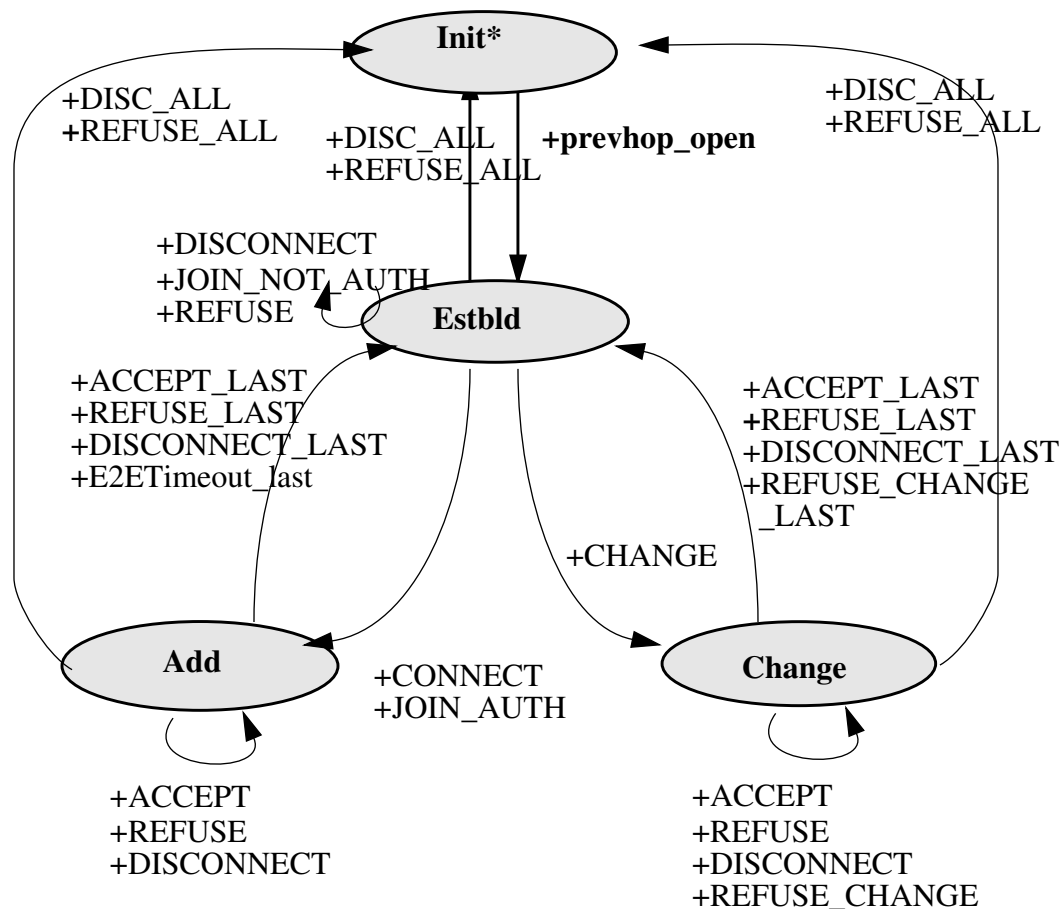 Init*
+DISC_ALL
+REFUSE_ALL
+DISC_ALL
+REFUSE_ALL
+prevhop_open
+DISC_ALL
+REFUSE_ALL
+DISCONNECT
+JOIN_NOT_AUTH
+REFUSE
Estbld
+ACCEPT_LAST
+REFUSE_LAST
+DISCONNECT_LAST
+E2ETimeout_last
+ACCEPT_LAST
+REFUSE_LAST
+DISCONNECT_LAST
+REFUSE_CHANGE
_LAST
+CHANGE
Add
+CONNECT
+JOIN_AUTH
Change
+ACCEPT
+REFUSE
+DISCONNECT
+ACCEPT
+REFUSE
+DISCONNECT
+REFUSE_CHANGE